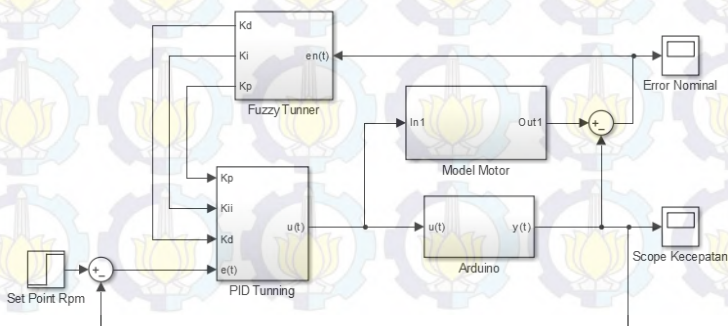 Kd
Ki
Kp
en(t)
Fuzzy Tunner
Error Nominal
In1
Out1
Model Motor
Kp
Kii
Kd
e(t)
u(t)
PID Tunning
u(t)
y(t)
Arduino
Scope Kecepatan
Set Point Rpm